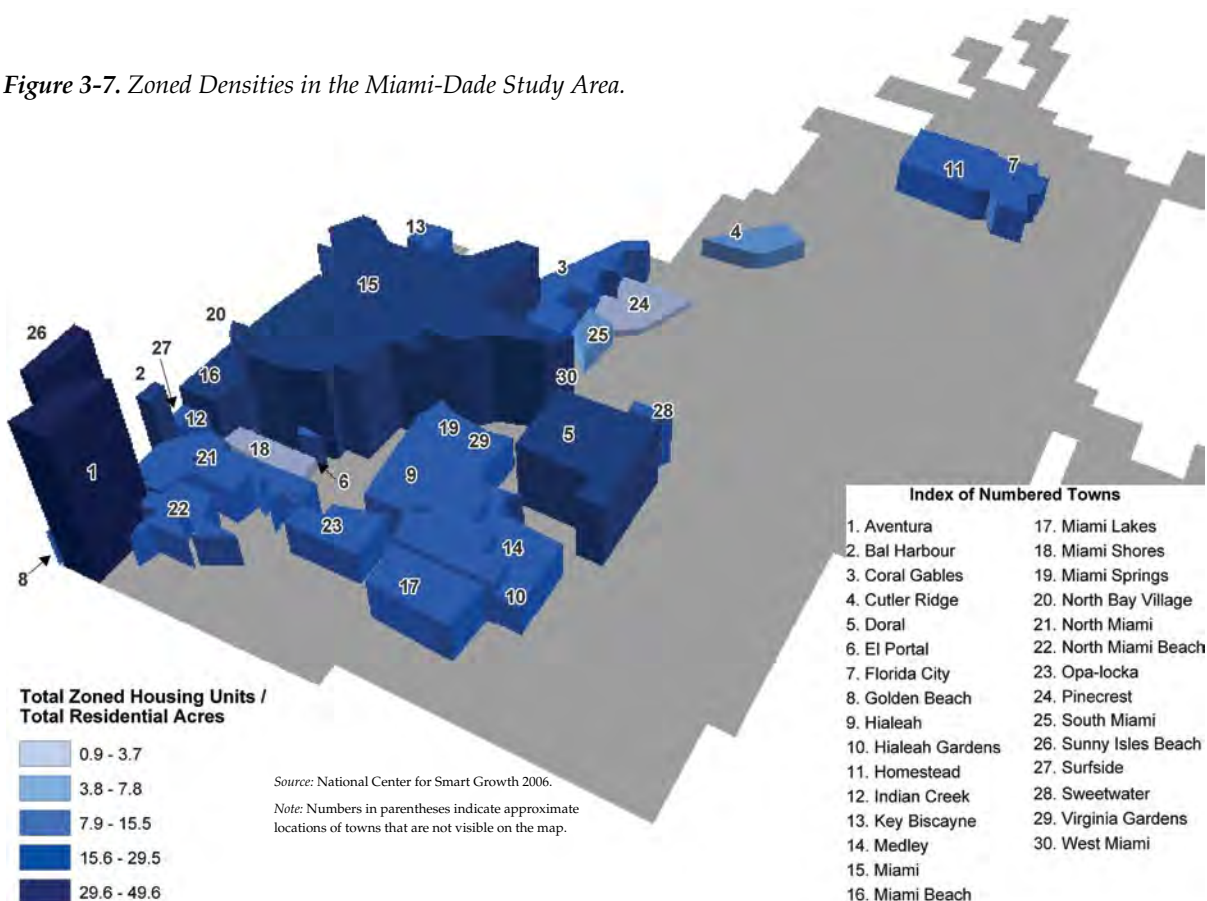 Figure 3-7. Zoned Densities in the Miami-Dade Study Area.
11
7
13
4
3
15
24
20
26
25
27
2
16
30
12
28
19
5
29
18
21
1
9
6
22
23
14
8
17
10
Index of Numbered Towns
1. Aventura
2. Bal Harbour
3. Coral Gables
4. Cutler Ridge
5. Doral
6. El Portal
7. Florida City
8. Golden Beach
9. Hialeah
10. Hialeah Gardens
11. Homestead
12. Indian Creek
13. Key Biscayne
14. Medley
15. Miami
16. Miami Beach
17. Miami Lakes
18. Miami Shores
19. Miami Springs
20. North Bay Village
21. North Miami
22. North Miami Beach
23. Opa-locka
24. Pinecrest
25. South Miami
26. Sunny Isles Beach
27. Surfside
28. Sweetwater
29. Virginia Gardens
30. West Miami
Total Zoned Housing Units /
Total Residential Acres
0.9 - 3.7
3.8 - 7.8
7.9 - 15.5
15.6 - 29.5
29.6 - 49.6
Source: National Center for Smart Growth 2006.
Note: Numbers in parentheses indicate approximate
locations of towns that are not visible on the map.